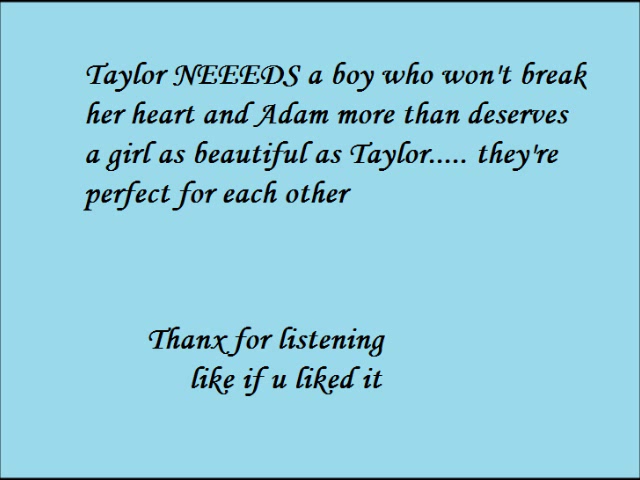 Taylor NEEEDS a boy who won't break
her heart and Adam more than deserves
a girl as beautiful as Taylor..... they're
perfect for each other
Thanx for listening
like if u liked it